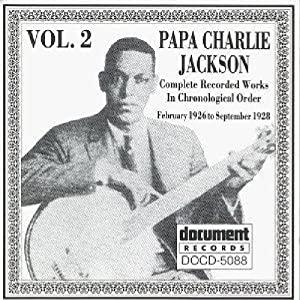 VOL. 2
PAPA CHARLIE
JACKSON
Complete Recorded Works
In Chronological Order
February 1926 to September 1928
document
RECORDS
DOCD-5088